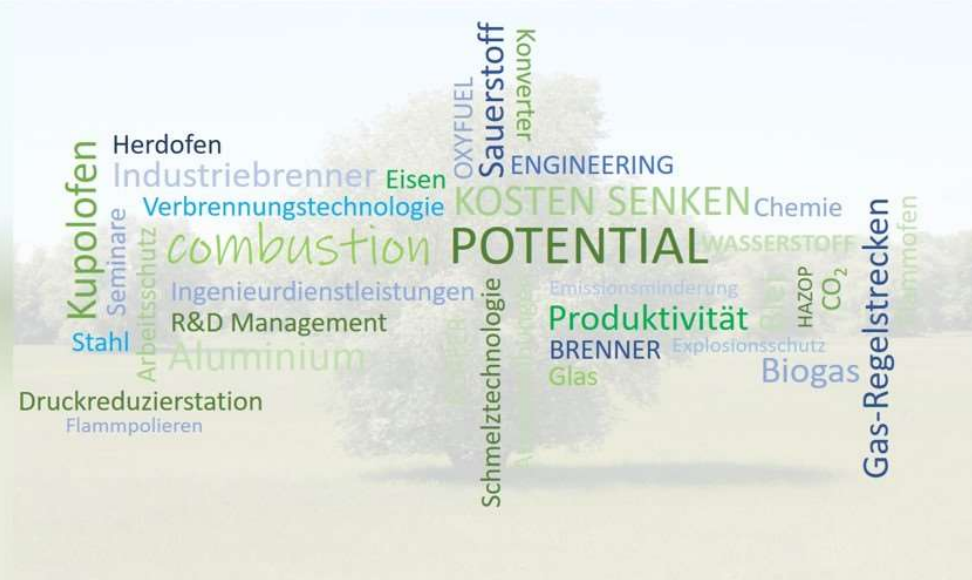 Sauerstoff
Konverter
OXYFUEL
Herdofen
Kupolofen
ENGINEERING
Industriebrenner
Eisen
KOSTEN SENKEN
Verbrennungstechnologie
Chemie
Seminare
Arbeitsschutz
combustion
POTENTIAL
WASSERSTOFF
Gas-Regelstrecken
HAZOP
CO₂
Ingenieurdienstleistungen
Emissionsminderung
Schmelztechnologie
R&D Management
Produktivität
Stahl
Aluminium
BRENNER
Explosionsschutz
Glas
Biogas
Druckreduzierstation
Flammpolieren